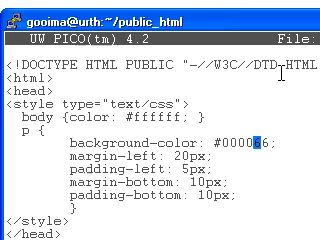 gooima@urth:~/public_html
UW PICO(tm) 4.2 File:
<!DOCTYPE HTML PUBLIC "-//W3C//DTD HTML
<html>
<head>
<style type="text/css">
body {color: #ffffff; }
p {
background-color: #000066;
margin-left: 20px;
padding-left: 5px;
margin-bottom: 10px;
padding-bottom: 10px;
}
</style>
</head>